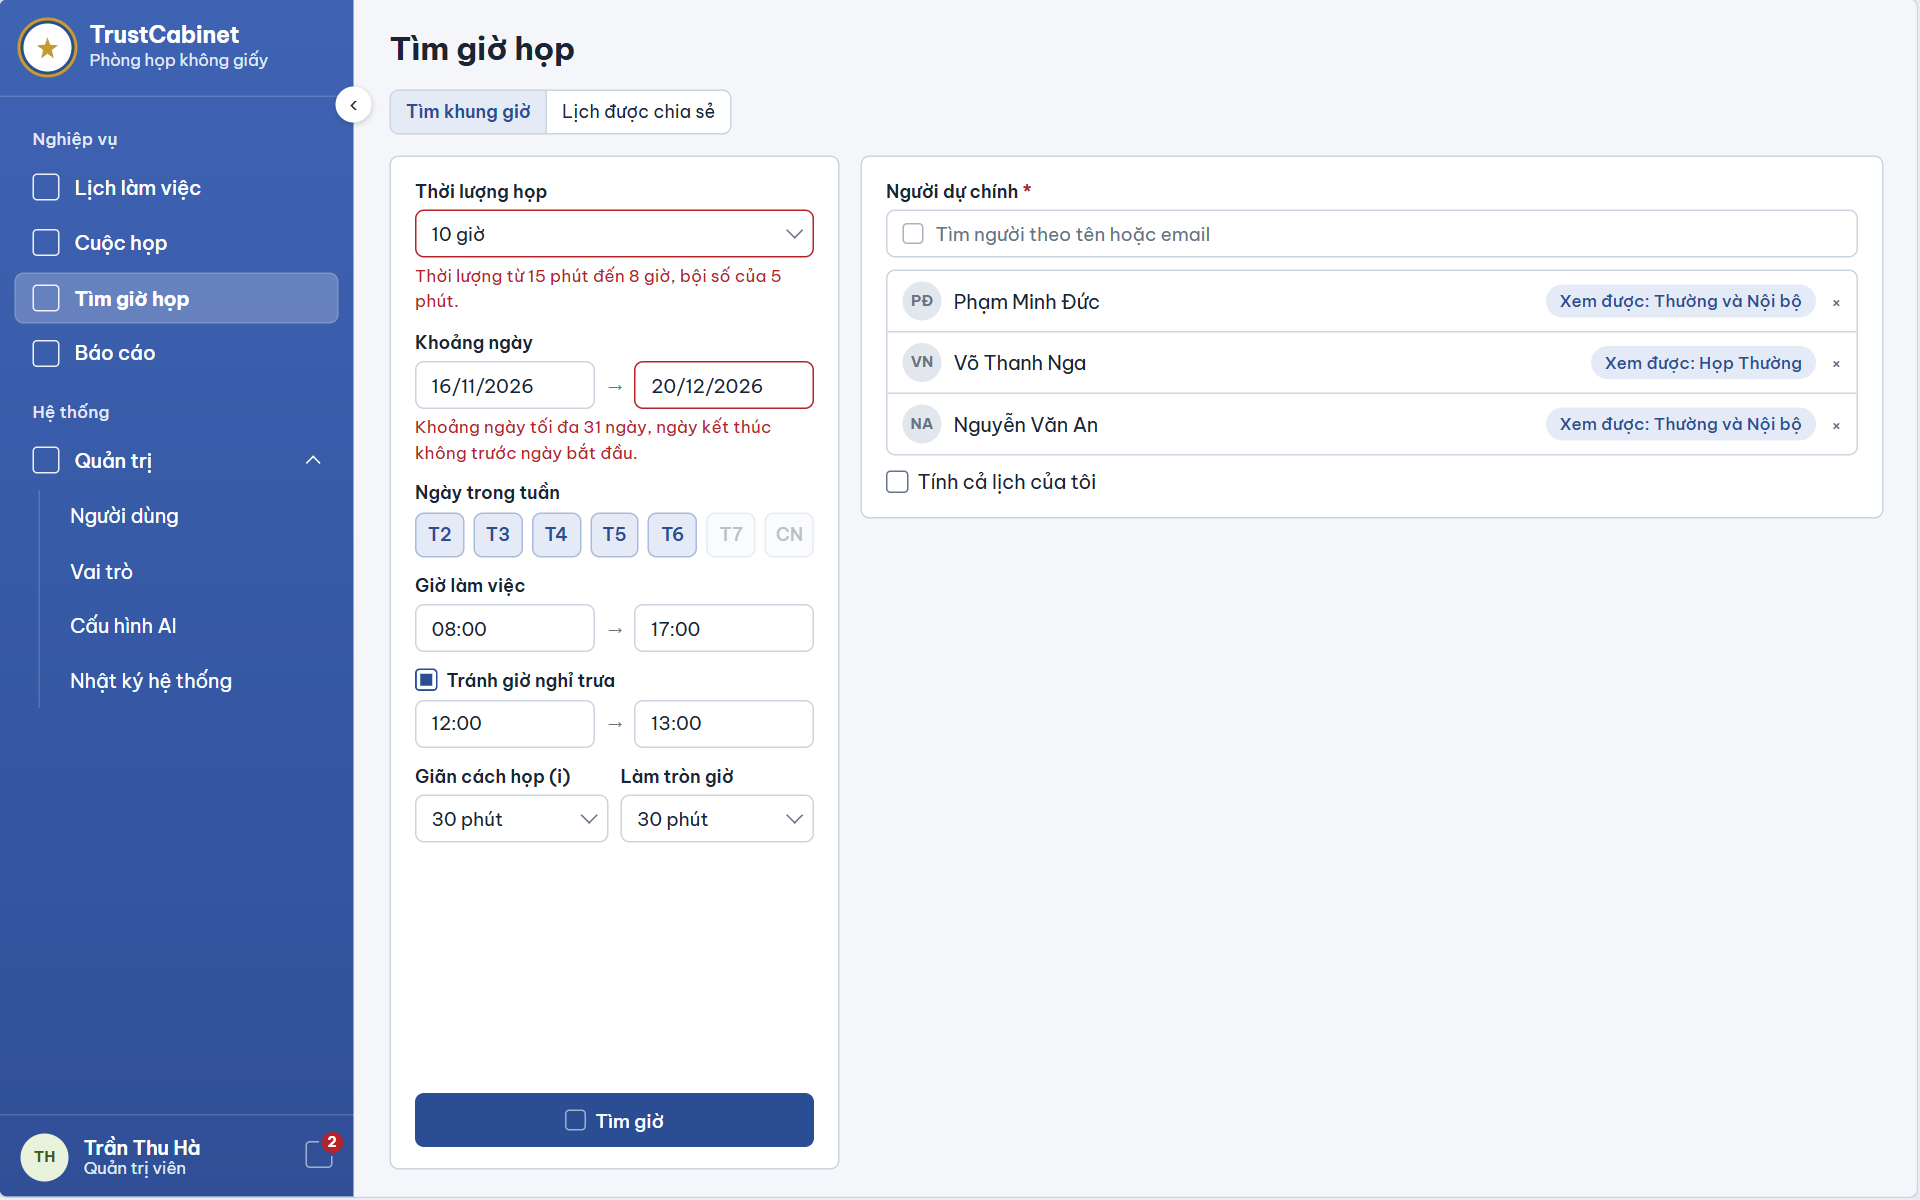 TrustCabinet
Phòng họp không giấy
Nghiệp vụ
Lịch làm việc
Cuộc họp
Tìm giờ họp
Báo cáo
Hệ thống
Quản trị
Người dùng
Vai trò
Cấu hình AI
Nhật ký hệ thống
TH
Trần Thu Hà
Quản trị viên
2
Tìm giờ họp
Tìm khung giờ
Lịch được chia sẻ
Thời lượng họp
10 giờ
Thời lượng từ 15 phút đến 8 giờ, bội số của 5
phút.
Khoảng ngày
16/11/2026 → 20/12/2026
Khoảng ngày tối đa 31 ngày, ngày kết thúc
không trước ngày bắt đầu.
Ngày trong tuần
T2 T3 T4 T5 T6 T7 CN
Giờ làm việc
08:00 → 17:00
Tránh giờ nghỉ trưa
12:00 → 13:00
Giãn cách họp (i) Làm tròn giờ
30 phút 30 phút
Tìm giờ
Người dự chính *
Tìm người theo tên hoặc email
PĐ Phạm Minh Đức Xem được: Thường và Nội bộ ×
VN Võ Thanh Nga Xem được: Họp Thường ×
NA Nguyễn Văn An Xem được: Thường và Nội bộ ×
Tính cả lịch của tôi